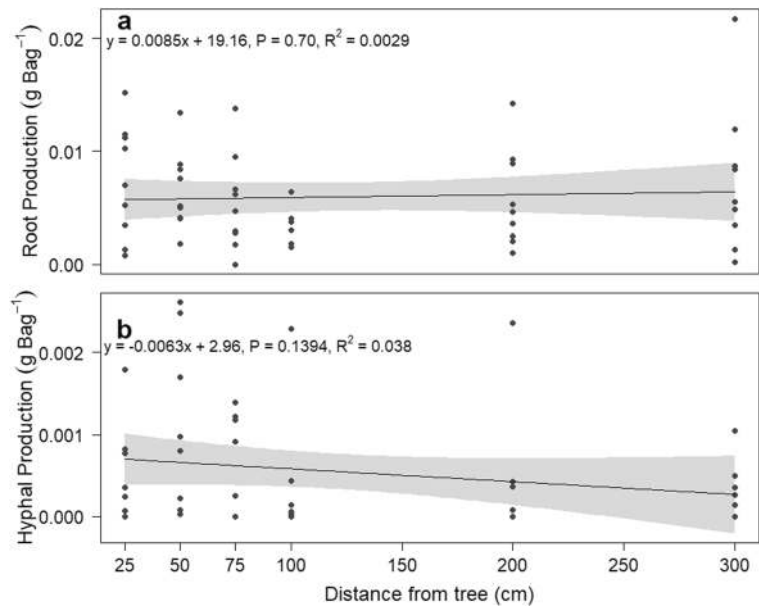 a
y = 0.0085x + 19.16, P = 0.70, R² = 0.0029
Root Production (g Bag⁻¹)
0.02
0.01
0.00
b
y = -0.0063x + 2.96, P = 0.1394, R² = 0.038
Hyphal Production (g Bag⁻¹)
0.002
0.001
0.000
25 50 75 100 150 200 250 300
Distance from tree (cm)